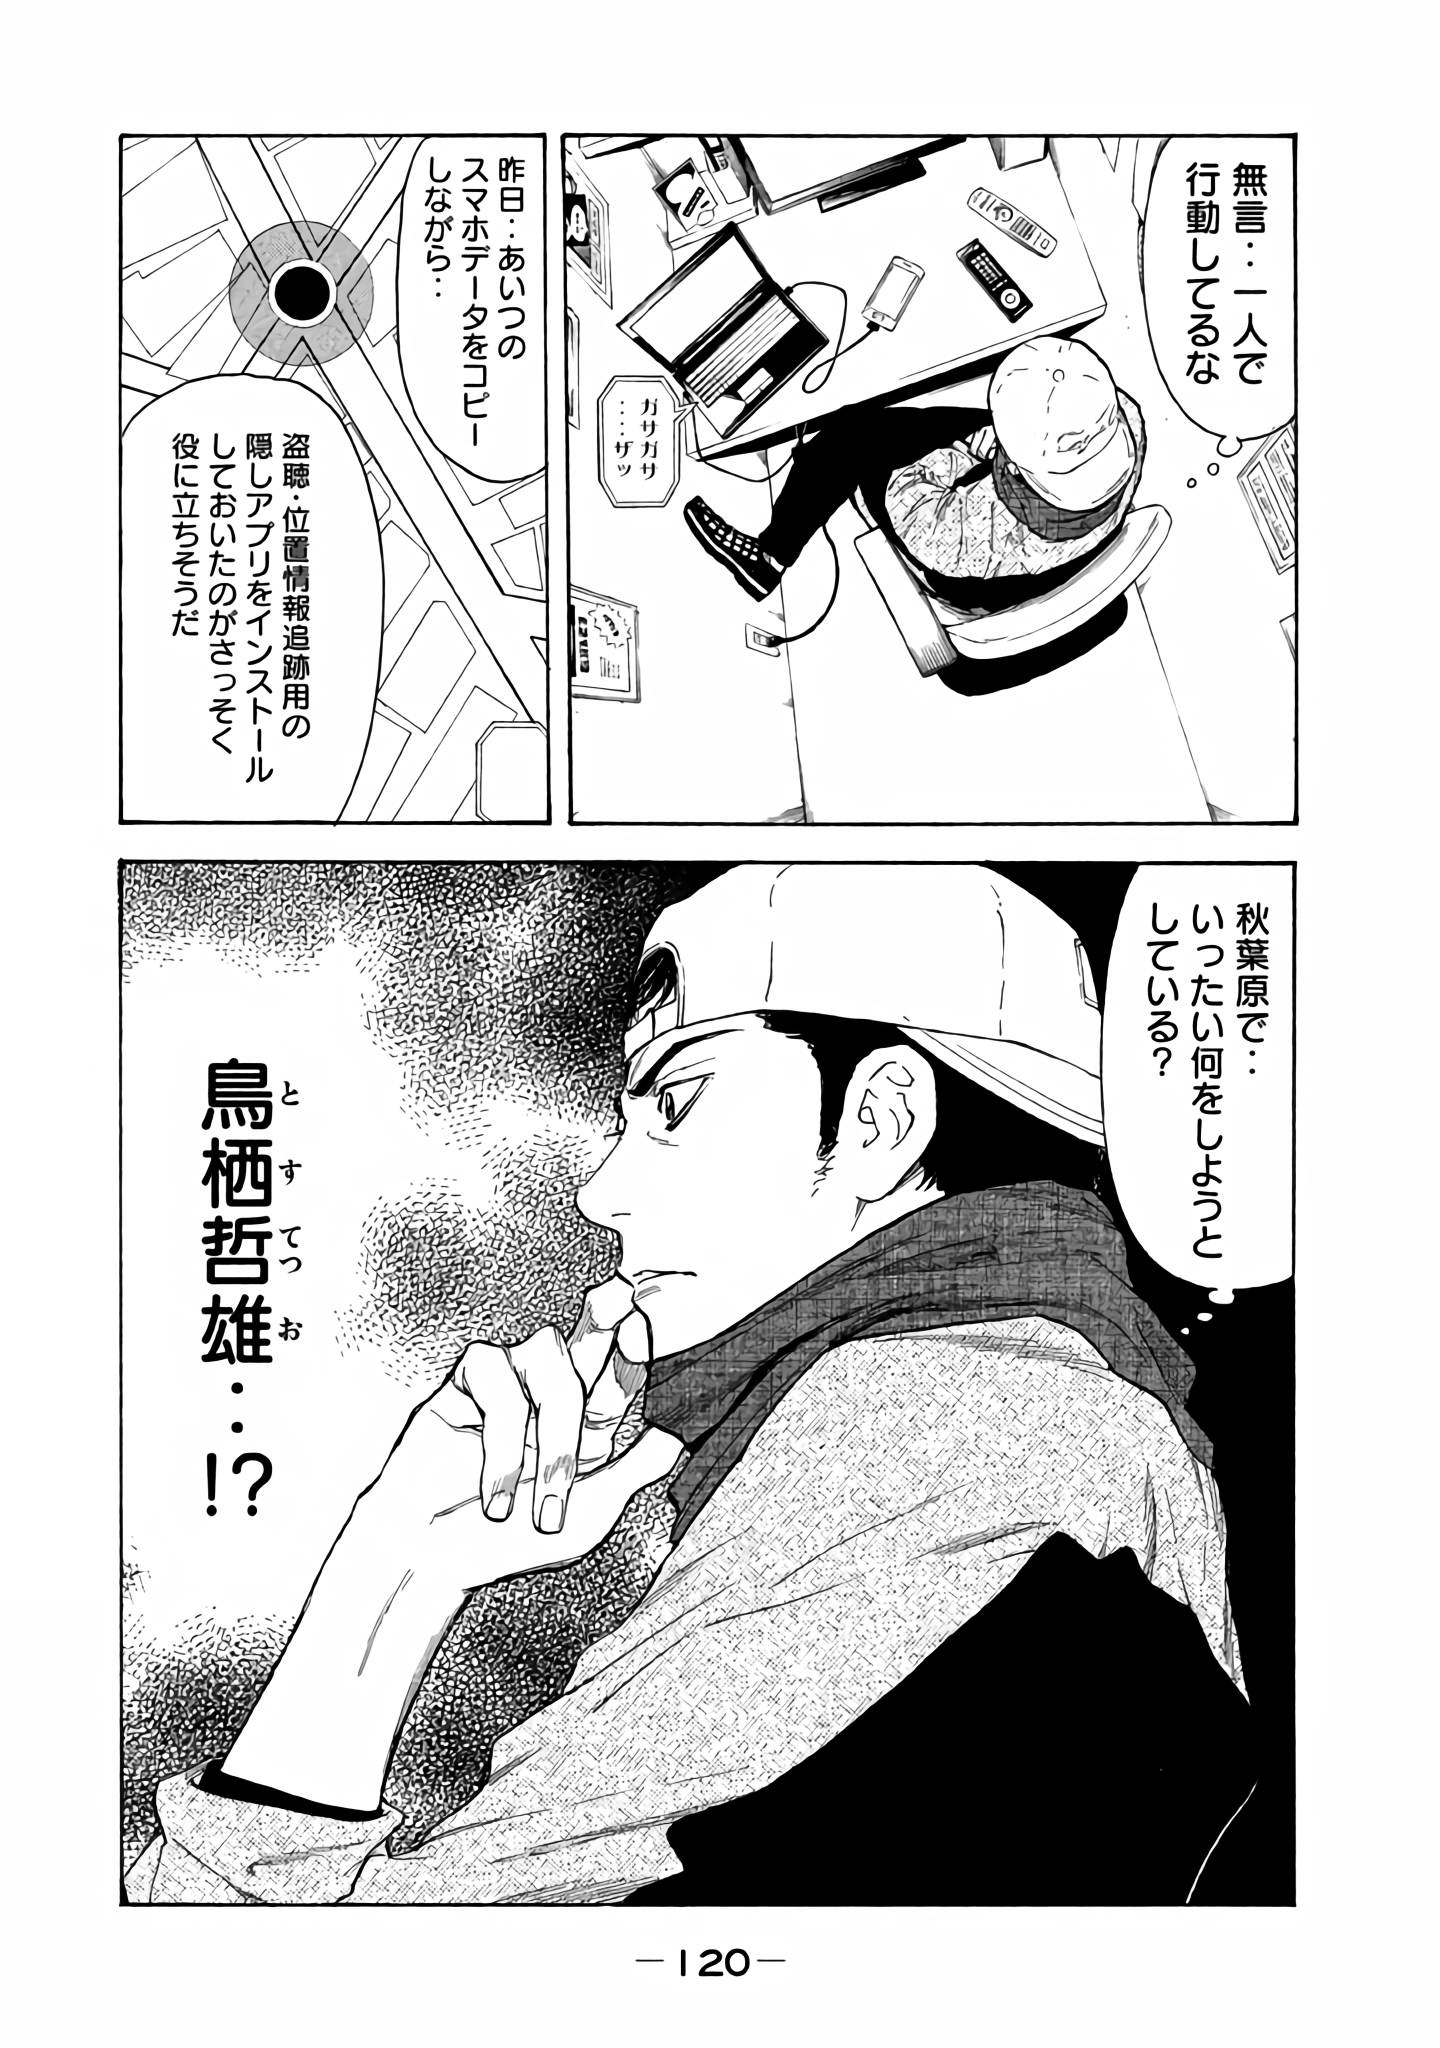 無言‥一人で
行動してるな
ガサガサ
‥‥ザッ
昨日‥あいつの
スマホデータをコピー
しながら‥
盗聴・位置情報追跡用の
隠しアプリをインストール
しておいたのがさっそく
役に立ちそうだ
秋葉原で‥
いったい何をしようと
している?
鳥栖哲雄‥!?
とすてつお
—120—